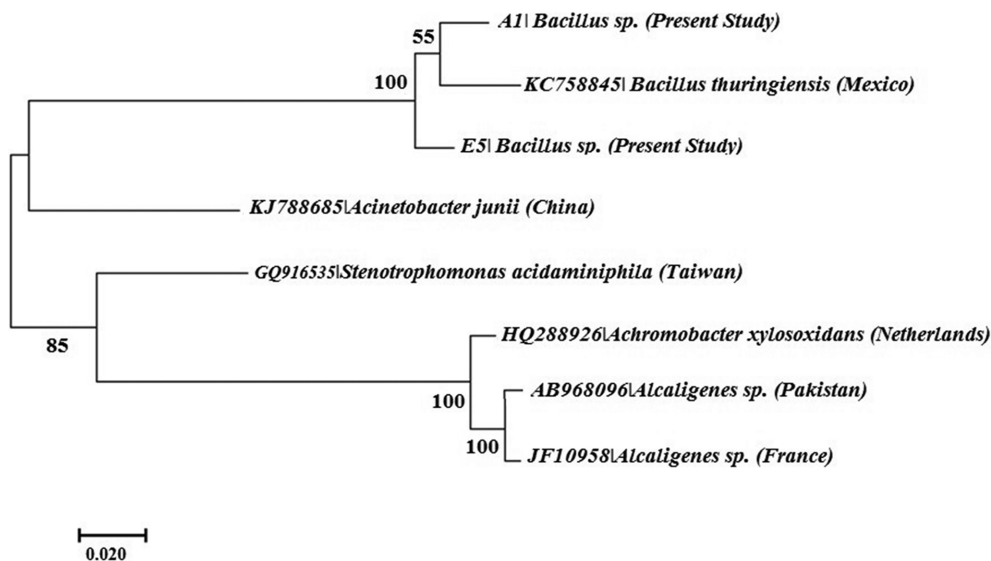 A1| Bacillus sp. (Present Study)
55
100
KC758845| Bacillus thuringiensis (Mexico)
E5| Bacillus sp. (Present Study)
KJ788685|Acinetobacter junii (China)
GQ916535|Stenotrophomonas acidaminiphila (Taiwan)
85
HQ288926|Achromobacter xylosoxidans (Netherlands)
100
AB968096|Alcaligenes sp. (Pakistan)
100
JF10958|Alcaligenes sp. (France)
0.020